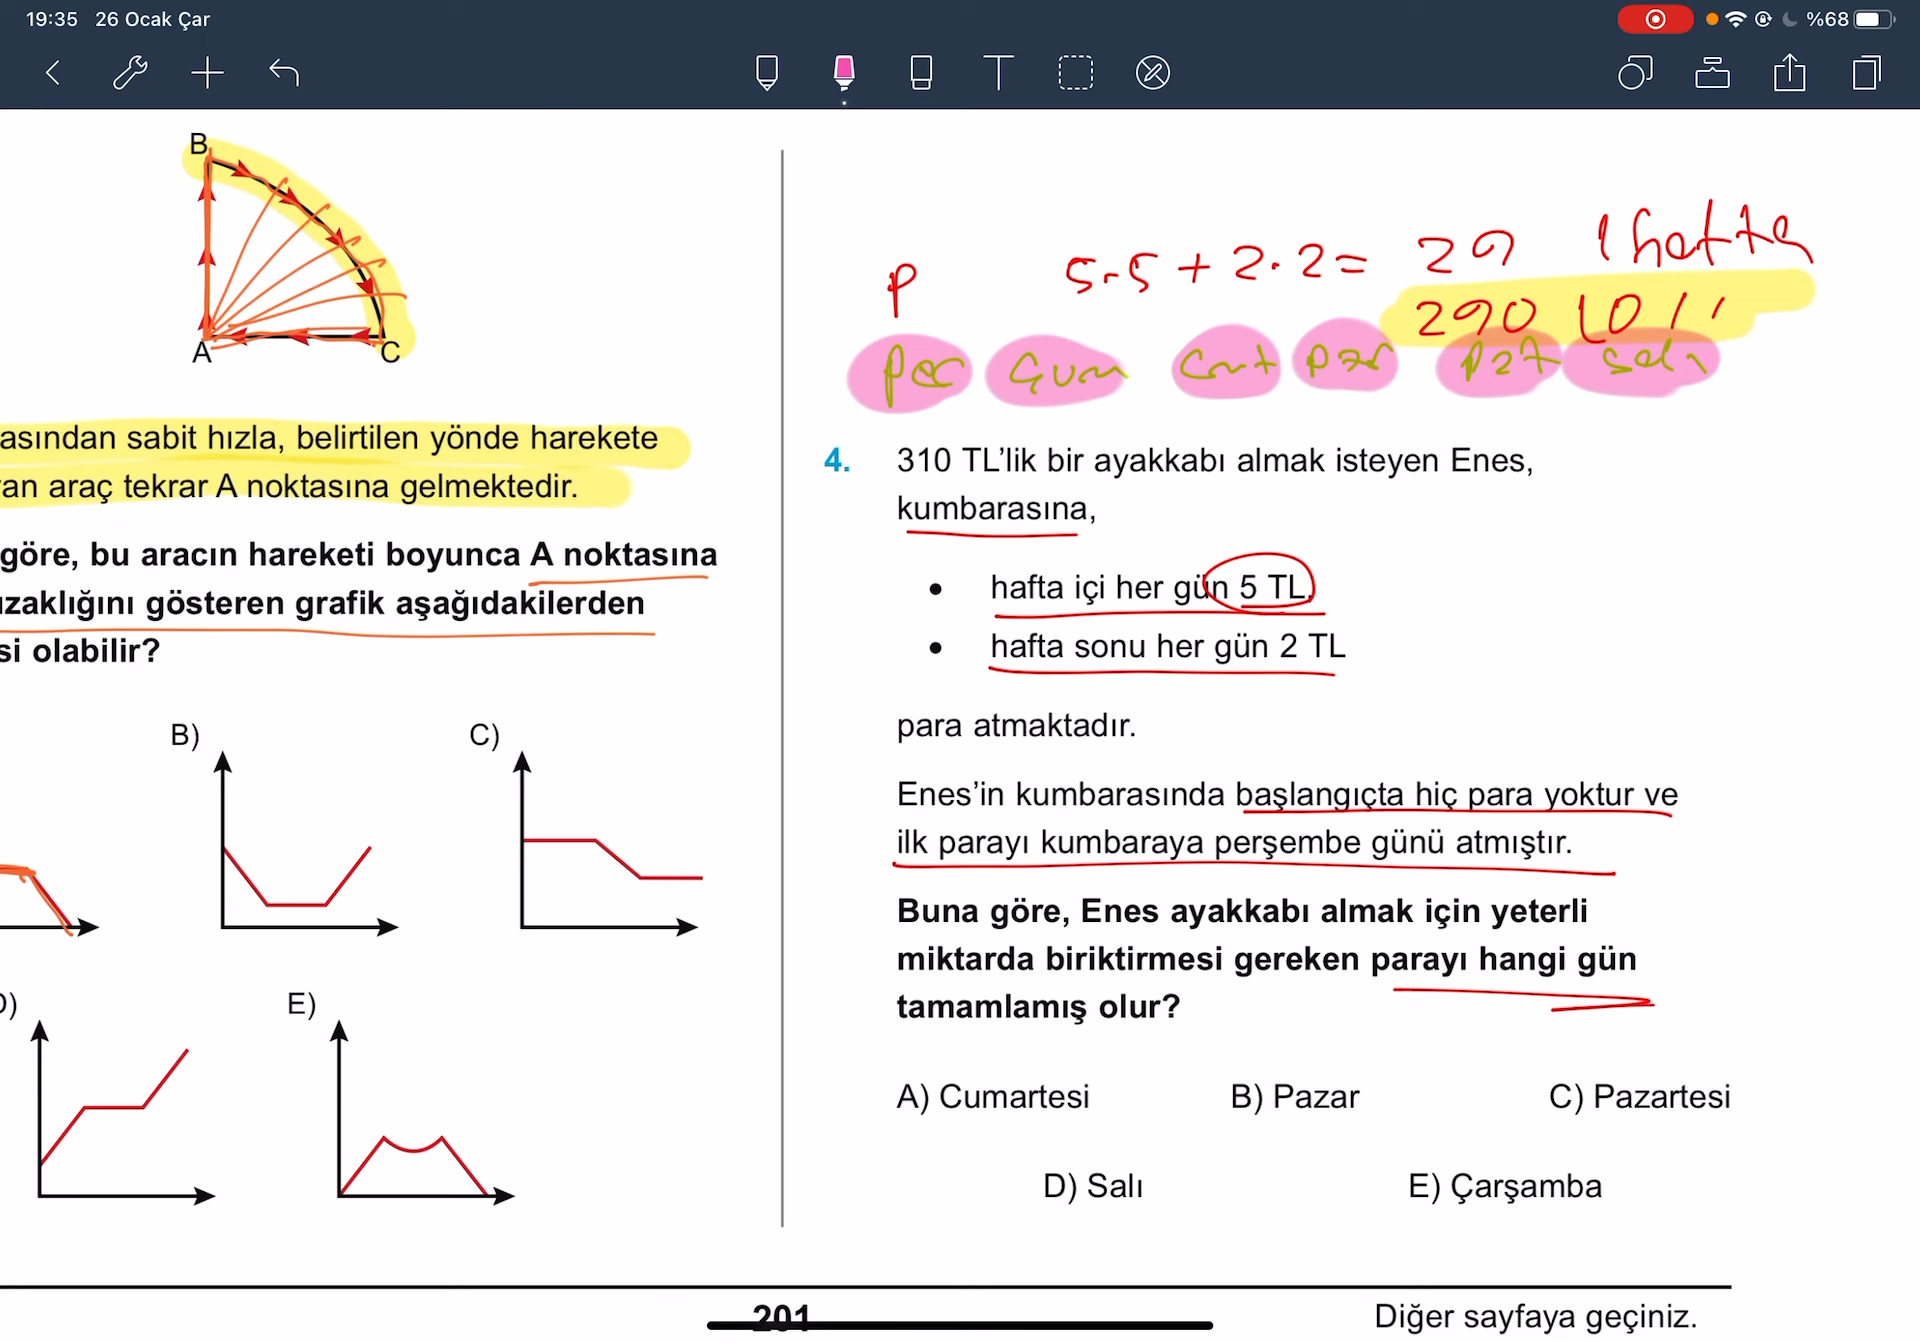 19:35 26 Ocak Çar
%68
B
A
C
asından sabit hızla, belirtilen yönde harekete
an araç tekrar A noktasına gelmektedir.
göre, bu aracın hareketi boyunca A noktasına
uzaklığını gösteren grafik aşağıdakilerden
si olabilir?
B)
C)
D)
E)
P 5.5 + 2.2 = 29 1 hafta
290 10 / /
Per Cum Cmt Pzr Pzt Salı
4. 310 TL’lik bir ayakkabı almak isteyen Enes,
kumbarasına,
• hafta içi her gün 5 TL,
• hafta sonu her gün 2 TL
para atmaktadır.
Enes’in kumbarasında başlangıçta hiç para yoktur ve
ilk parayı kumbaraya perşembe günü atmıştır.
Buna göre, Enes ayakkabı almak için yeterli
miktarda biriktirmesi gereken parayı hangi gün
tamamlamış olur?
A) Cumartesi B) Pazar C) Pazartesi
D) Salı E) Çarşamba
201
Diğer sayfaya geçiniz.